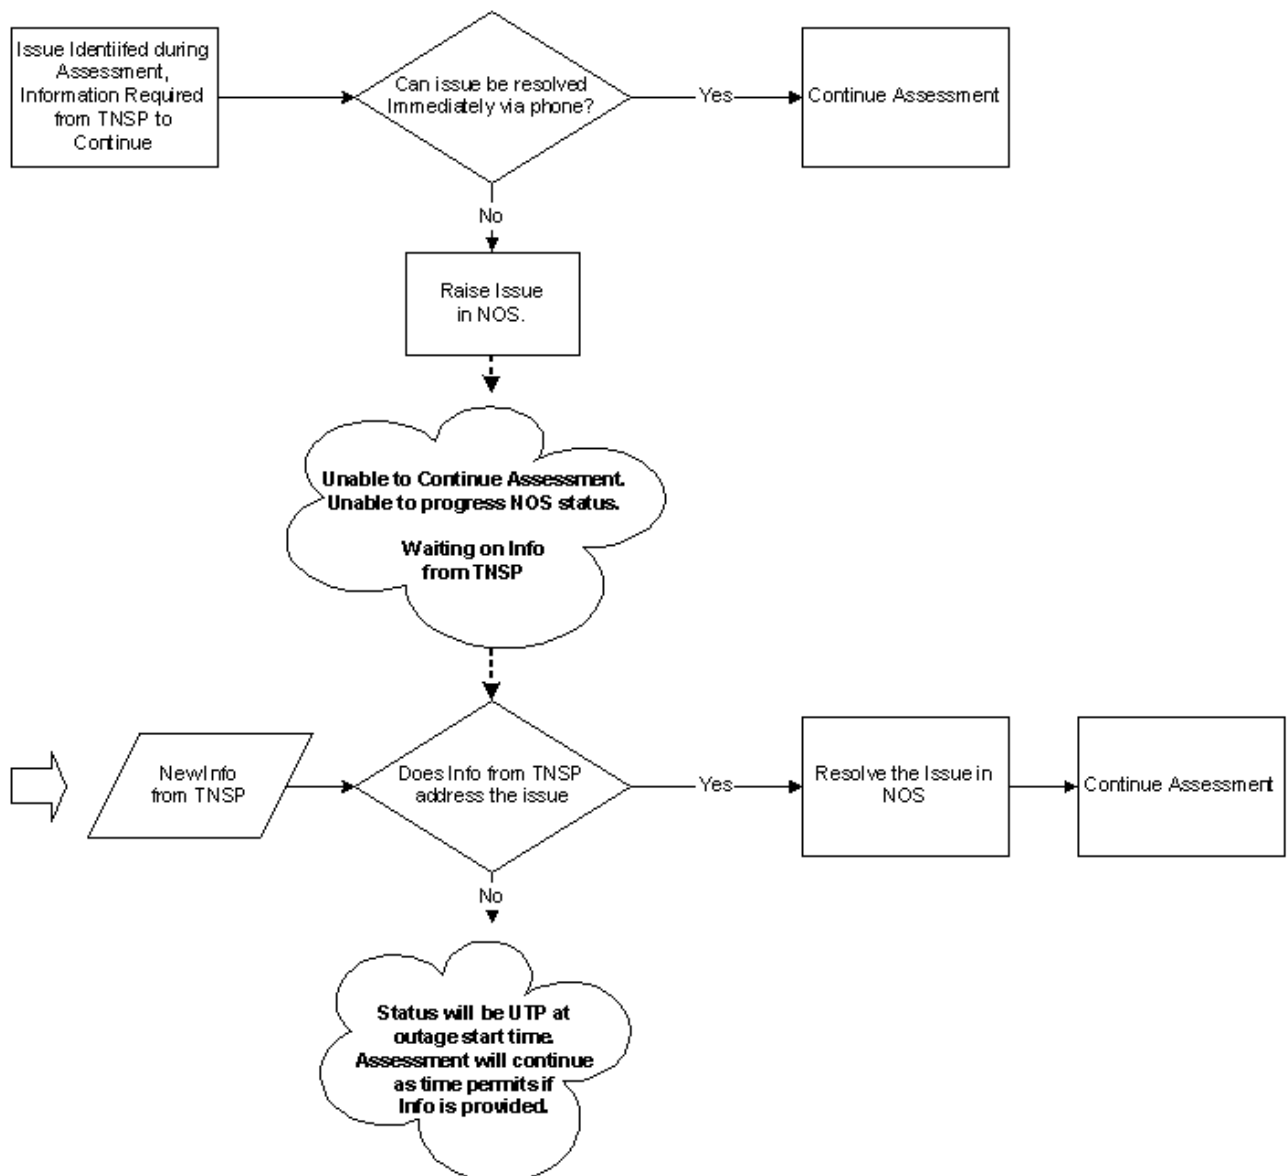 Issue Identiifed during
Assessment,
Information Required
from TNSP to
Continue
Can issue be resolved
Immediately via phone?
Yes
Continue Assessment
No
Raise Issue
in NOS.
Unable to Continue Assessment.
Unable to progress NOS status.
Waiting on Info
from TNSP
New Info
from TNSP
Does Info from TNSP
address the issue
Yes
Resolve the Issue in
NOS
Continue Assessment
No
Status will be UTP at
outage start time.
Assessment will continue
as time permits if
Info is provided.